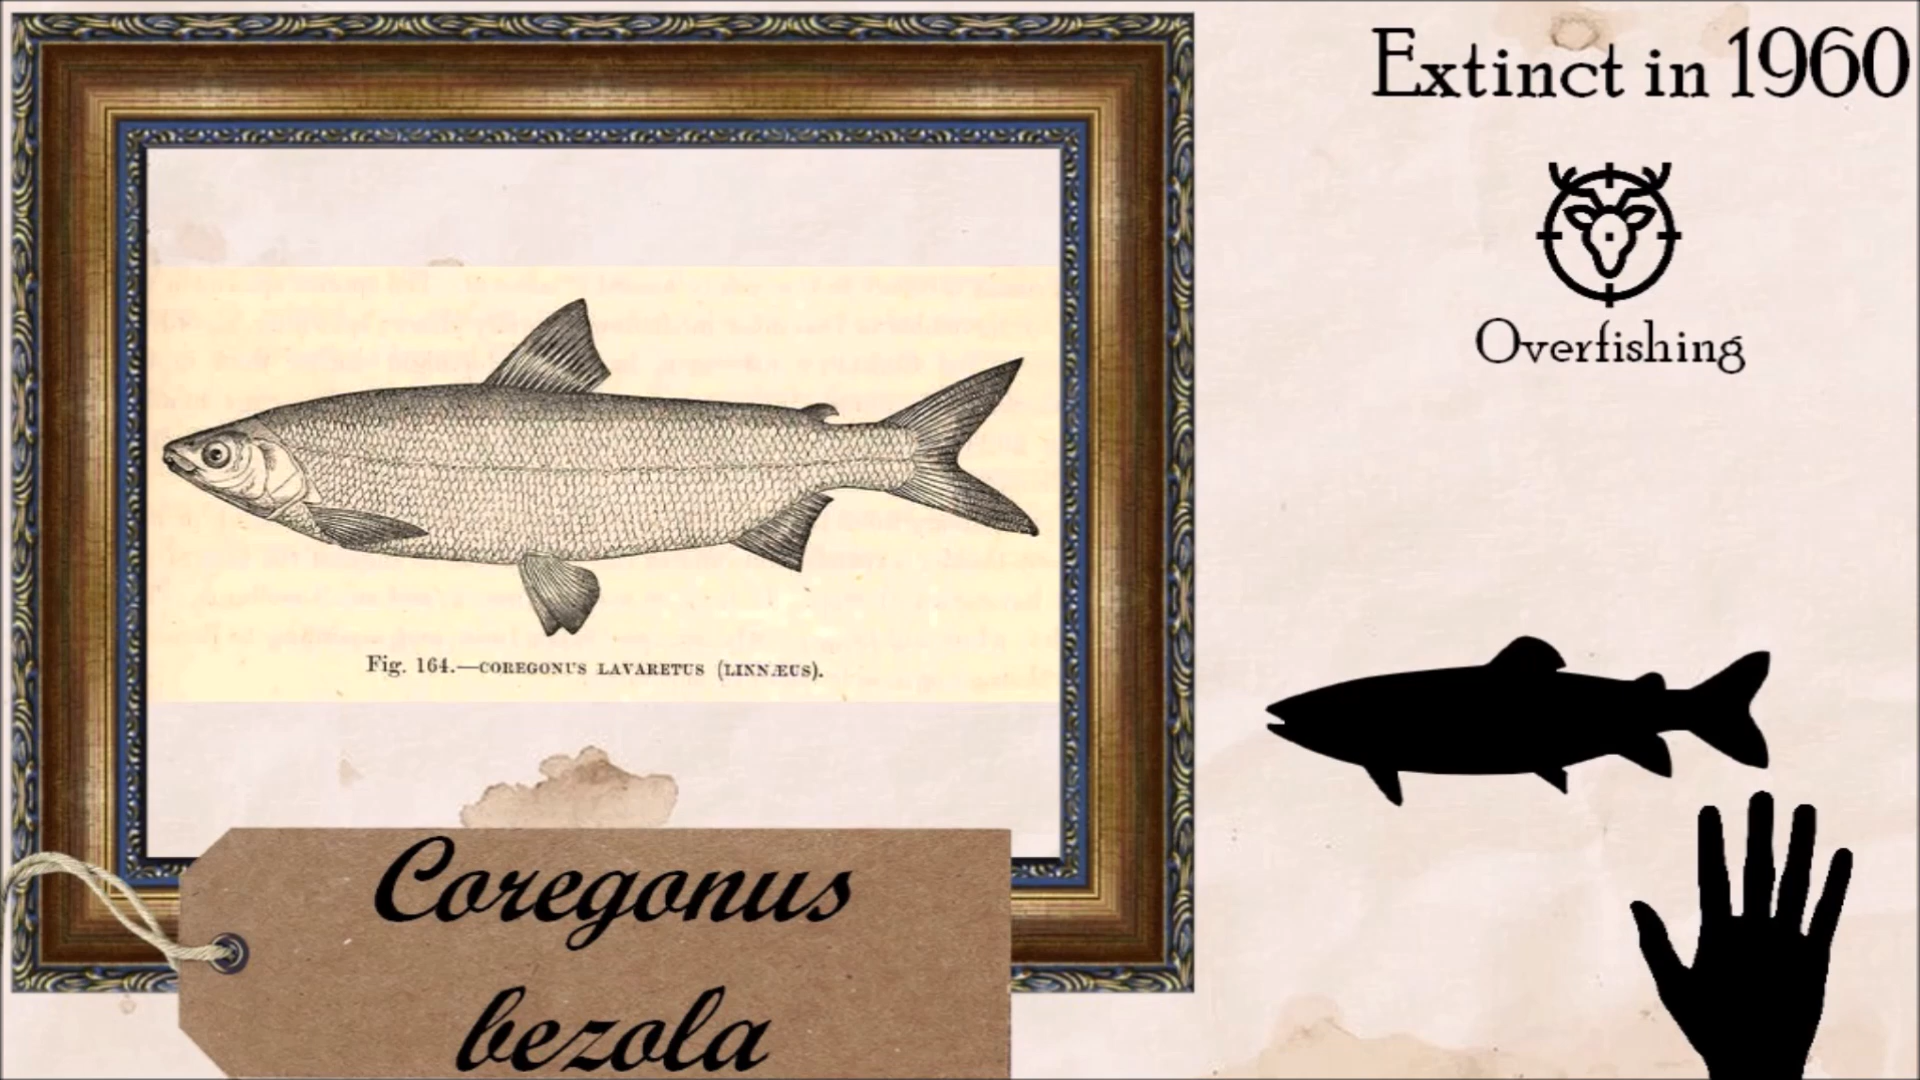 Extinct in 1960
Overfishing
Fig. 164.—COREGONUS LAVARETUS (LINNÆUS).
Coregonus
bezola